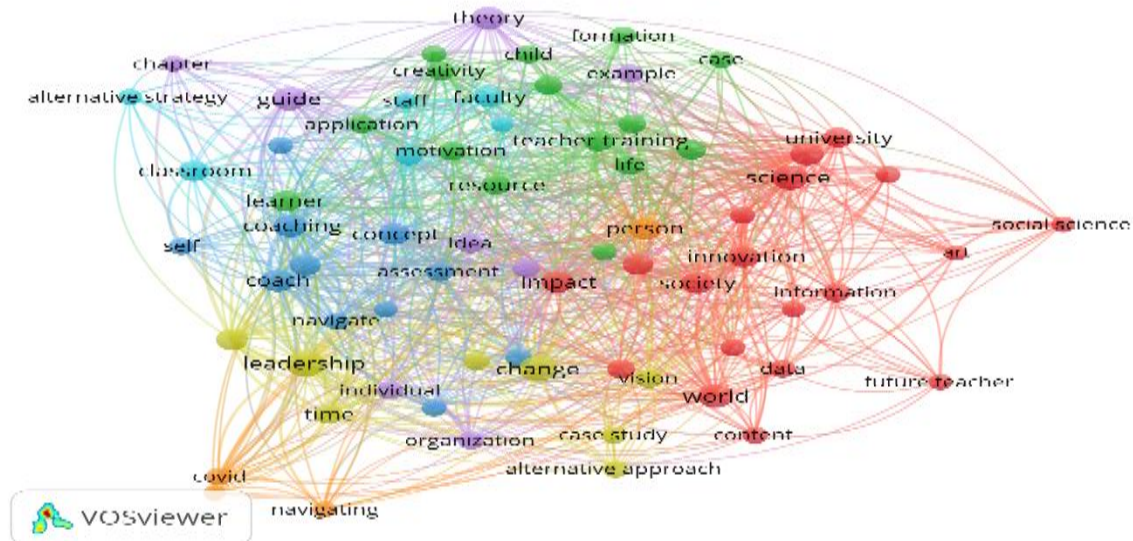 theory
formation
child
case
chapter
creativity
example
alternative strategy
guide
staff
faculty
application
teacher training
university
motivation
life
classroom
science
resource
learner
coaching
person
social science
self
concept
idea
art
innovation
assessment
coach
impact
society
information
navigate
leadership
change
data
vision
individual
future teacher
world
time
organization
case study
content
alternative approach
covid
navigating
VOSviewer